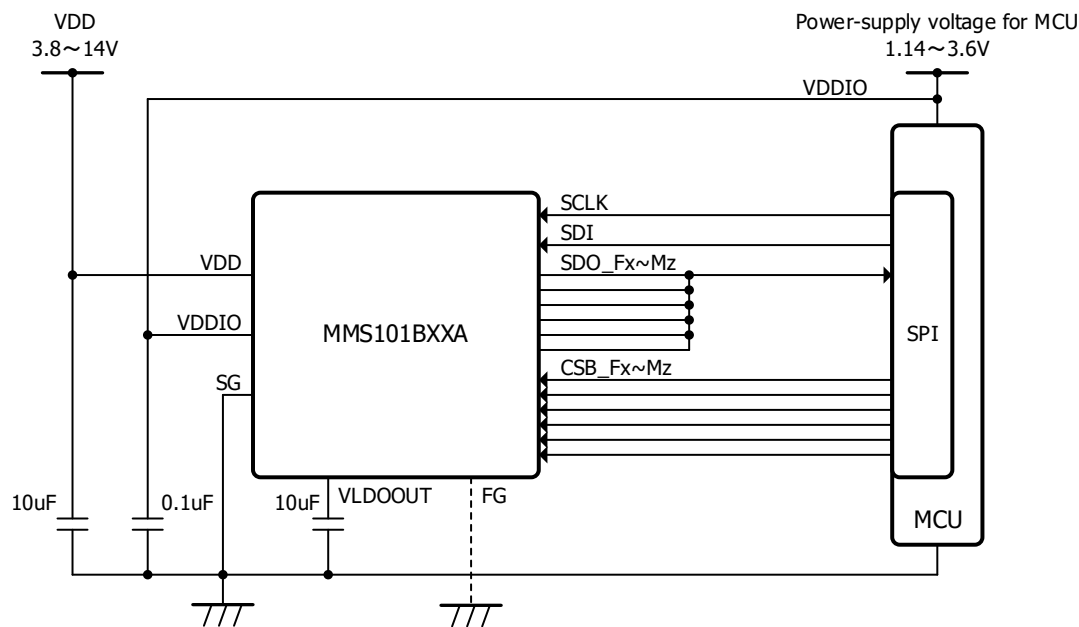 VDD
3.8～14V
Power-supply voltage for MCU
1.14～3.6V
VDDIO
SCLK
SDI
VDD
SDO_Fx~Mz
VDDIO
MMS101BXXA
SPI
SG
CSB_Fx~Mz
10uF
0.1uF
10uF
VLDOOUT
FG
MCU